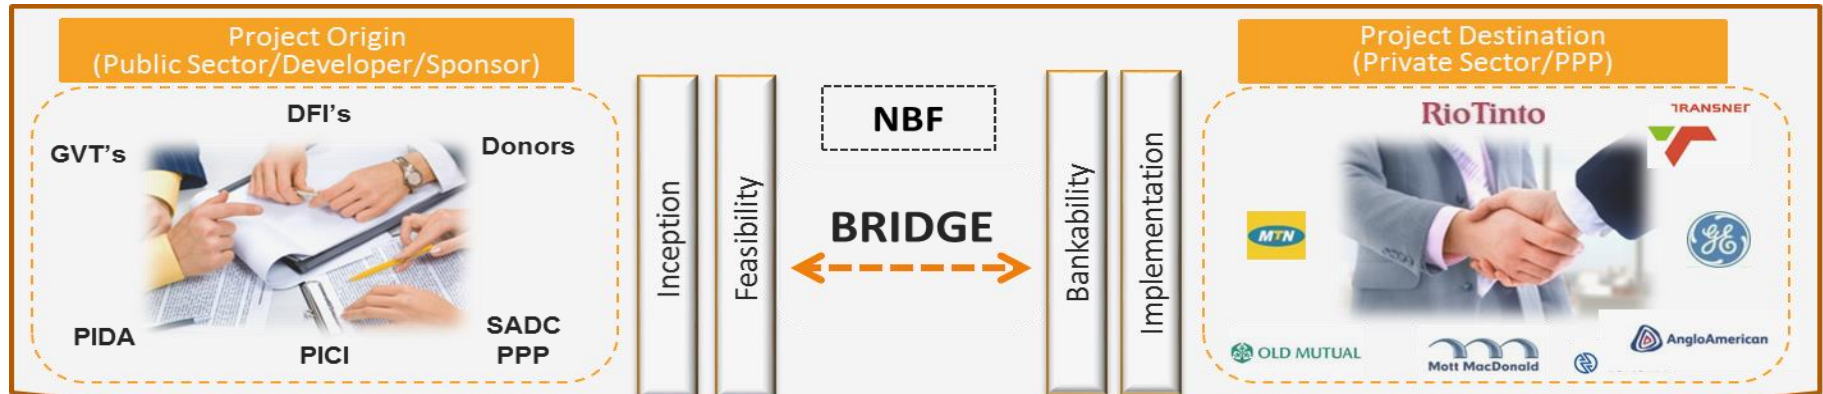 Project Origin
(Public Sector/Developer/Sponsor)
DFI's
GVT's
Donors
PIDA
PICI
SADC
PPP
Inception
Feasibility
NBF
BRIDGE
Bankability
Implementation
Project Destination
(Private Sector/PPP)
RioTinto
TRANSNET
MTN
GE
OLD MUTUAL
Mott MacDonald
AngloAmerican